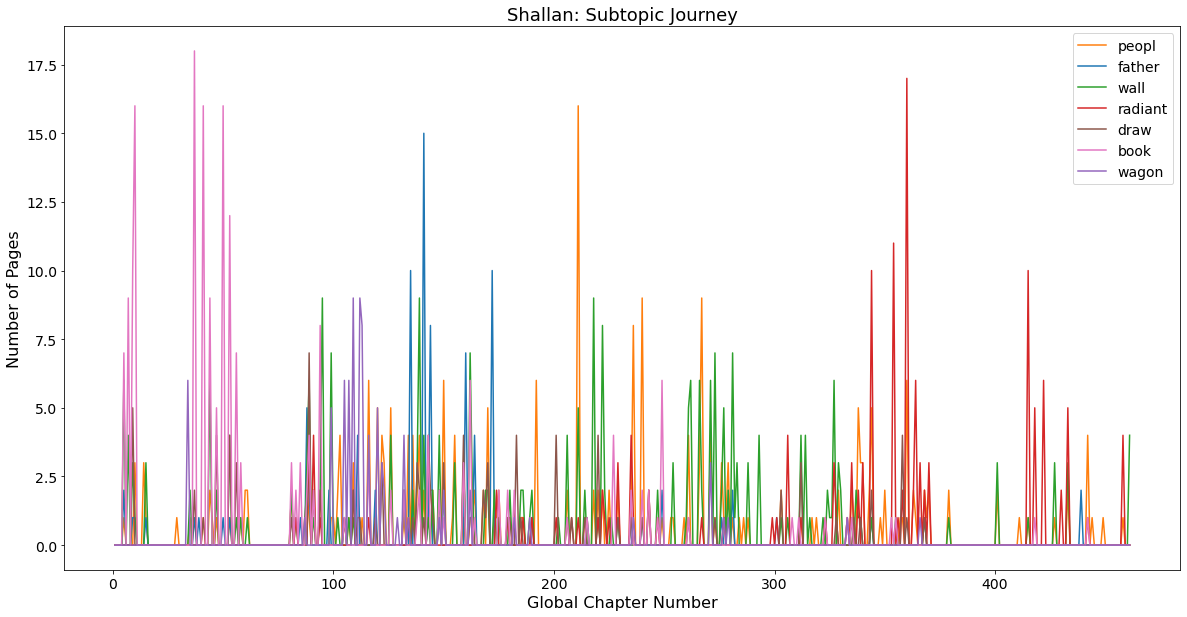 Shallan: Subtopic Journey
Number of Pages
17.5
15.0
12.5
10.0
7.5
5.0
2.5
0.0
peopl
father
wall
radiant
draw
book
wagon
0 100 200 300 400
Global Chapter Number